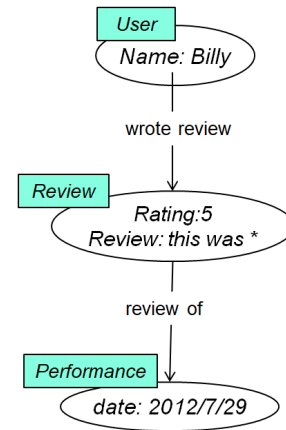 User
Name: Billy
wrote review
Review
Rating:5
Review: this was *
review of
Performance
date: 2012/7/29